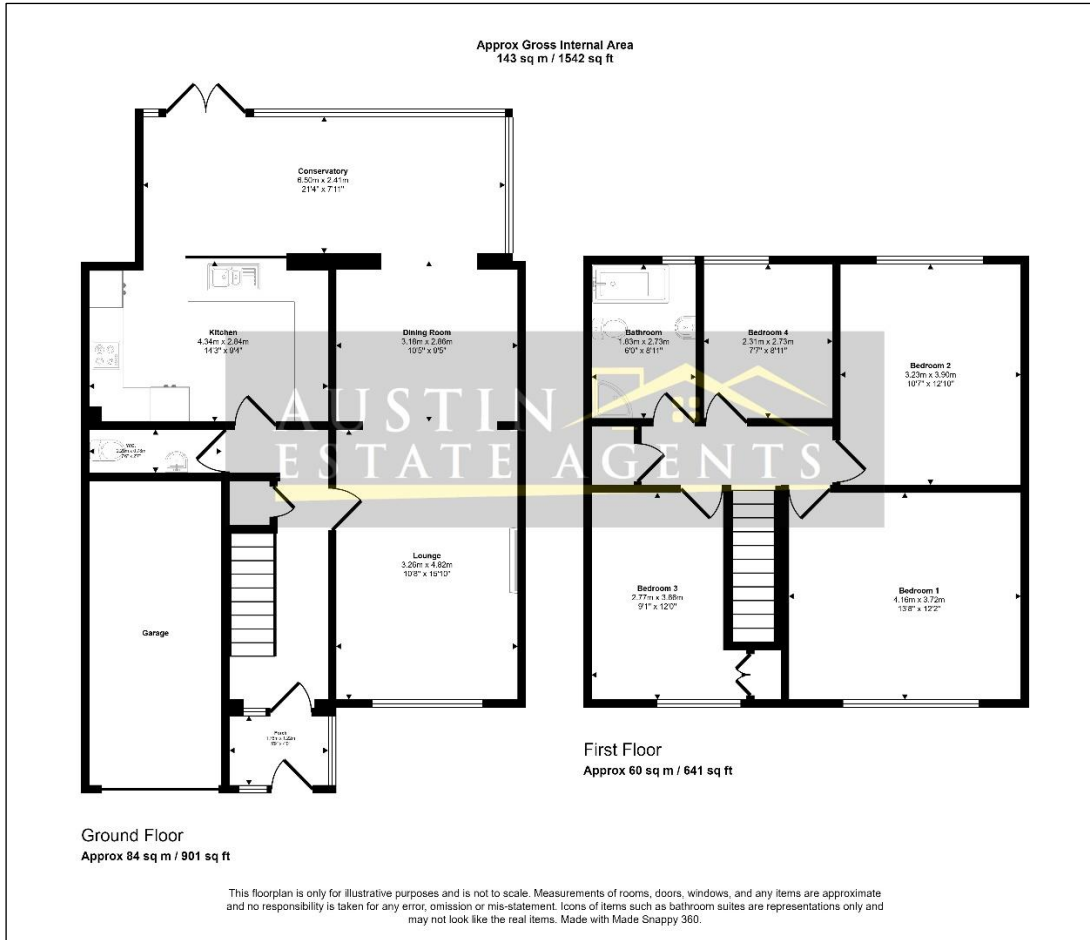 Approx Gross Internal Area
143 sq m / 1542 sq ft
Conservatory
6.50m x 2.41m
21'4" x 7'11"
Kitchen
4.34m x 2.84m
14'3" x 9'4"
Dining Room
3.18m x 2.86m
10'5" x 9'5"
Bathroom
1.83m x 2.73m
6'0" x 8'11"
Bedroom 4
2.31m x 2.73m
7'7" x 8'11"
Bedroom 2
3.23m x 3.90m
10'7" x 12'10"
AUSTIN
ESTATE AGENTS
Lounge
3.26m x 4.82m
10'8" x 15'10"
Garage
Bedroom 3
2.77m x 3.66m
9'1" x 12'0"
Bedroom 1
4.16m x 3.72m
13'8" x 12'2"
Porch
First Floor
Approx 60 sq m / 641 sq ft
Ground Floor
Approx 84 sq m / 901 sq ft
This floorplan is only for illustrative purposes and is not to scale. Measurements of rooms, doors, windows, and any items are approximate
and no responsibility is taken for any error, omission or mis-statement. Icons of items such as bathroom suites are representations only and
may not look like the real items. Made with Made Snappy 360.